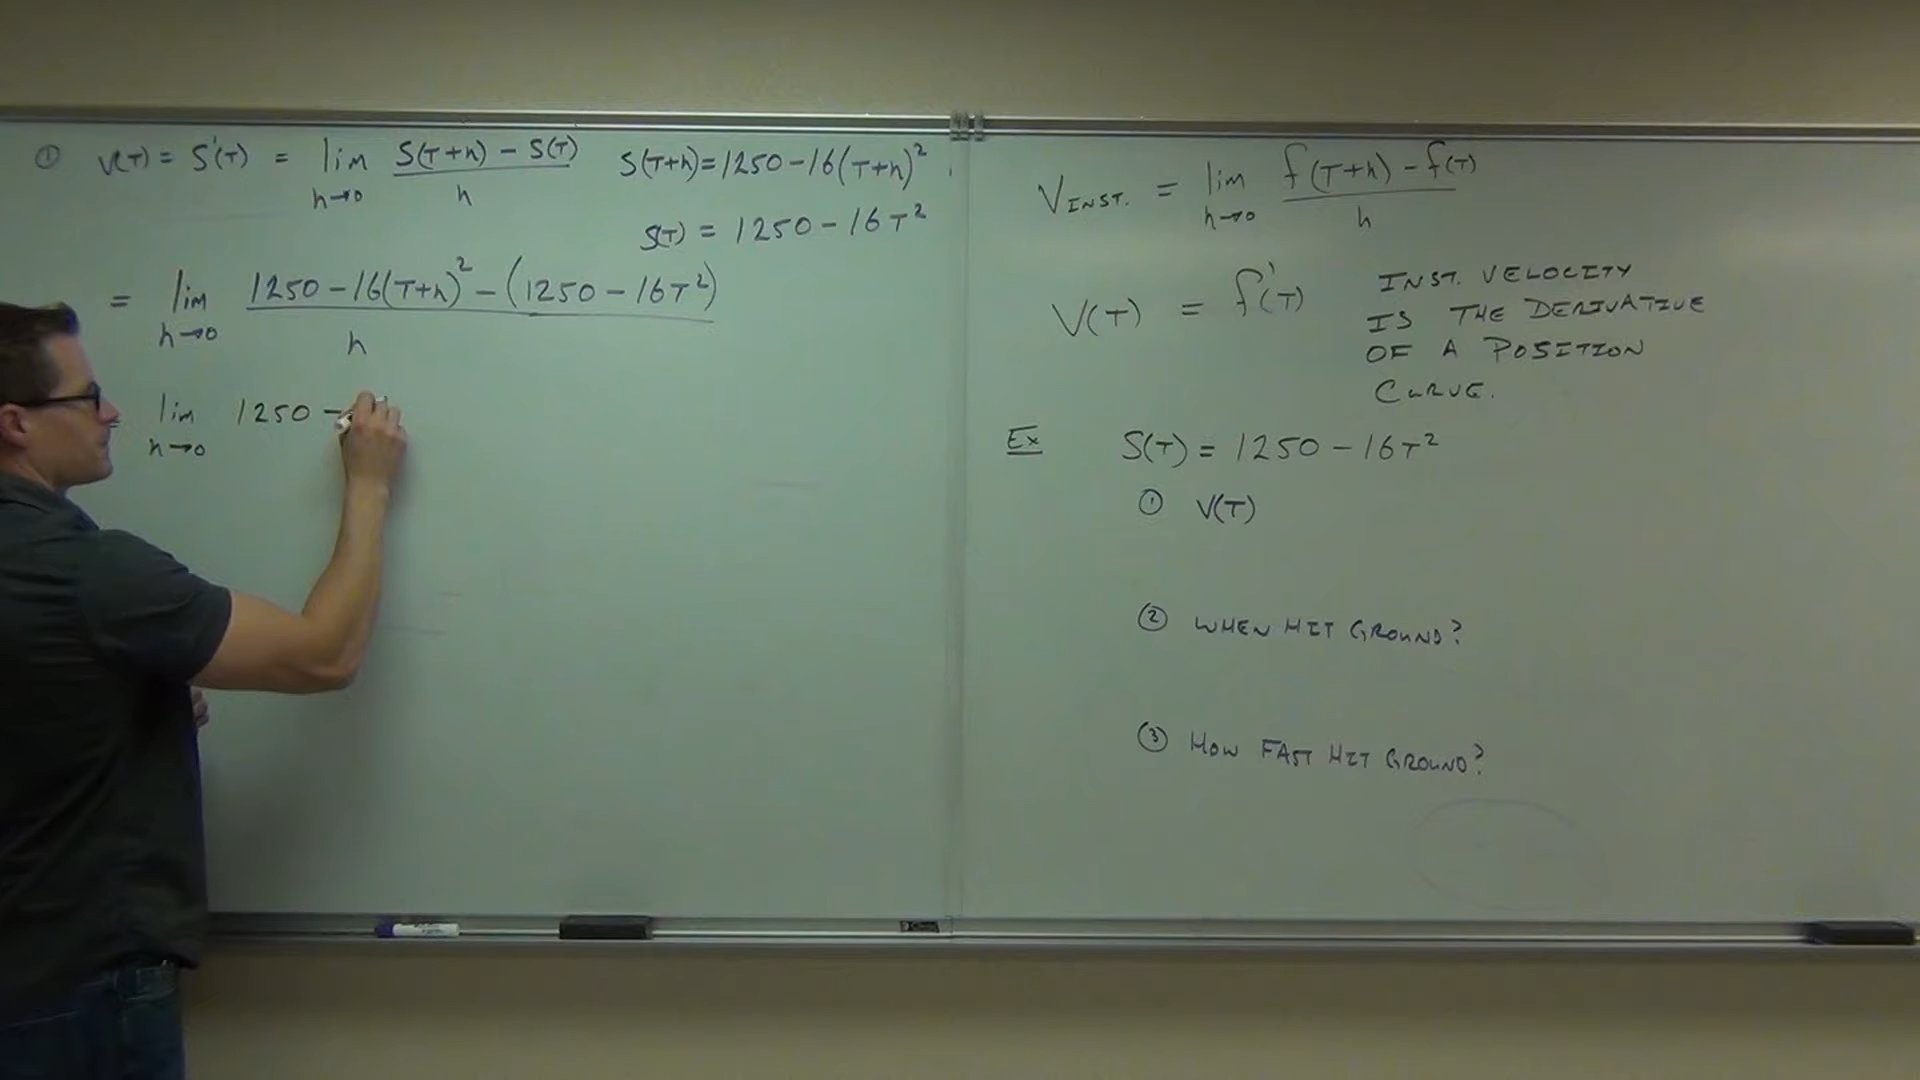 ① V(T) = S'(T) = lim h→0 S(T+h) - S(T) / h
S(T+h) = 1250 - 16(T+h)²
S(T) = 1250 - 16T²
= lim h→0 1250 - 16(T+h)² - (1250 - 16T²) / h
lim h→0 1250 -
V INST. = lim h→0 f(T+h) - f(T) / h
V(T) = f'(T)
INST. VELOCITY
IS THE DERIVATIVE
OF A POSITION
CURVE.
Ex S(T) = 1250 - 16T²
① V(T)
② WHEN HIT GROUND?
③ HOW FAST HIT GROUND?